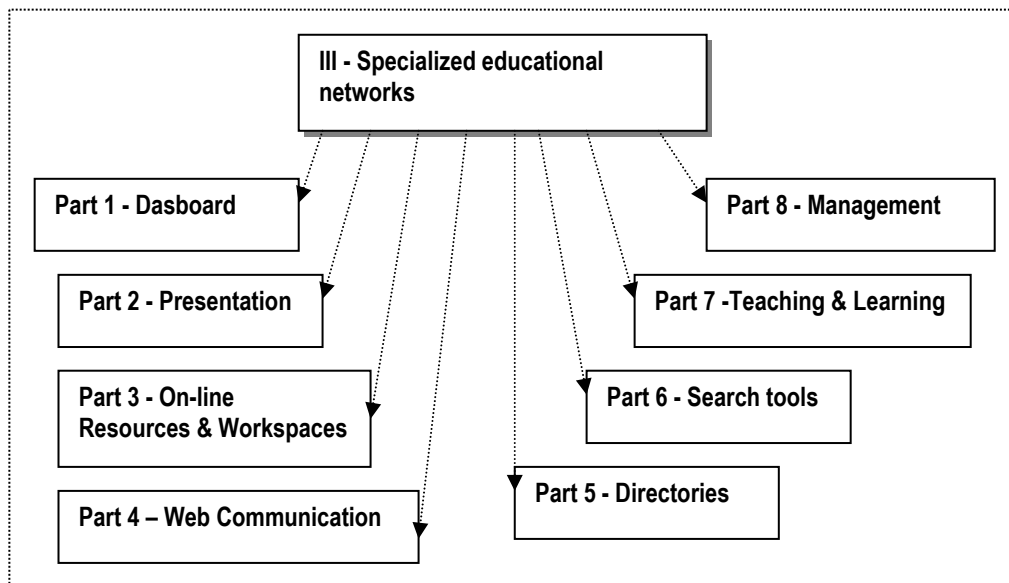 III - Specialized educational
networks
Part 1 - Dasboard
Part 2 - Presentation
Part 3 - On-line
Resources & Workspaces
Part 4 – Web Communication
Part 5 - Directories
Part 6 - Search tools
Part 7 -Teaching & Learning
Part 8 - Management